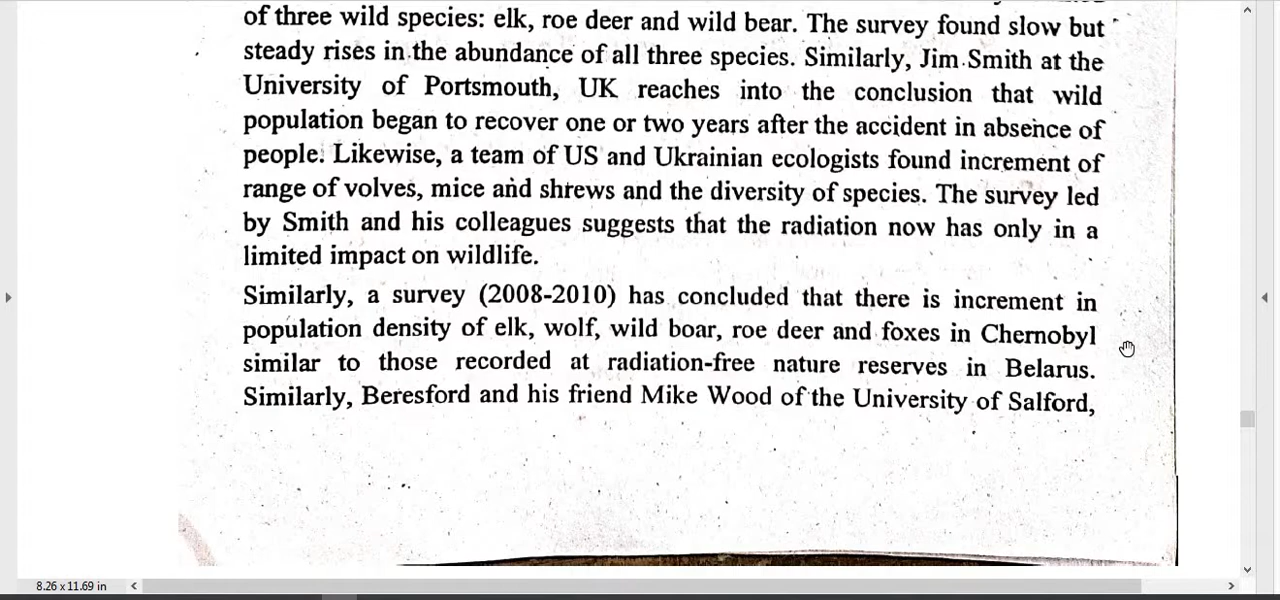 of three wild species: elk, roe deer and wild bear. The survey found slow but
steady rises in the abundance of all three species. Similarly, Jim Smith at the
University of Portsmouth, UK reaches into the conclusion that wild
population began to recover one or two years after the accident in absence of
people. Likewise, a team of US and Ukrainian ecologists found increment of
range of volves, mice and shrews and the diversity of species. The survey led
by Smith and his colleagues suggests that the radiation now has only in a
limited impact on wildlife.
Similarly, a survey (2008-2010) has concluded that there is increment in
population density of elk, wolf, wild boar, roe deer and foxes in Chernobyl
similar to those recorded at radiation-free nature reserves in Belarus.
Similarly, Beresford and his friend Mike Wood of the University of Salford,
8.26 x 11.69 in